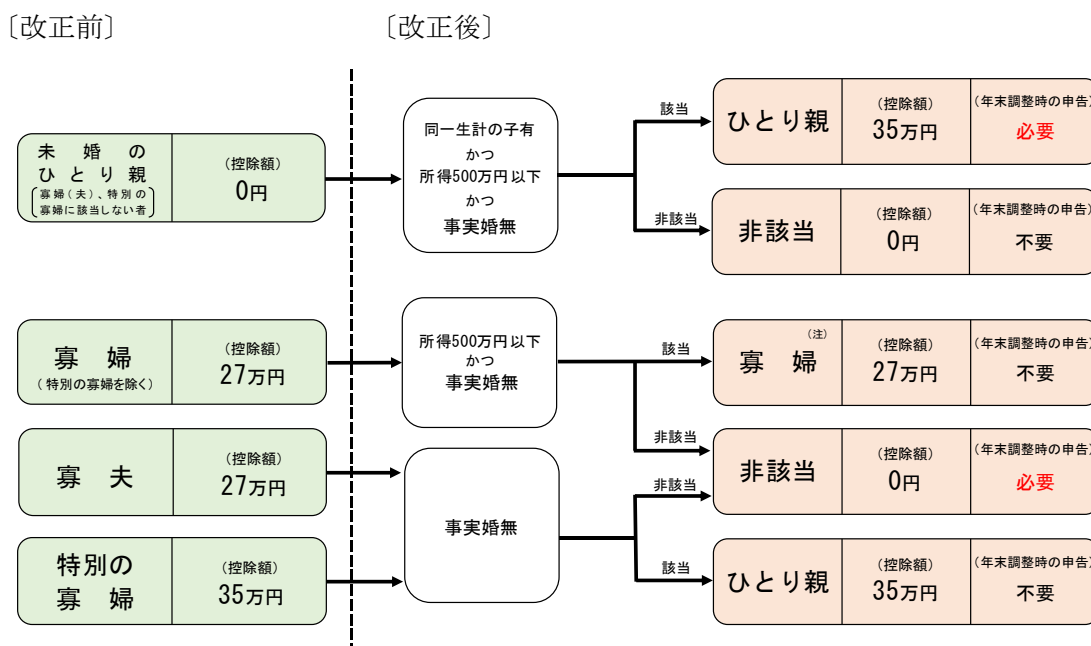 〔改正前〕
〔改正後〕
未婚の
ひとり親
寡婦(夫)、特別の
寡婦に該当しない者
(控除額)
0円
同一生計の子有
かつ
所得500万円以下
かつ
事実婚無
該当
ひとり親
(控除額)
35万円
(年末調整時の申告)
必要
非該当
非該当
(控除額)
0円
(年末調整時の申告)
不要
寡婦
(特別の寡婦を除く)
(控除額)
27万円
所得500万円以下
かつ
事実婚無
該当
寡婦
(注)
(控除額)
27万円
(年末調整時の申告)
不要
寡夫
(控除額)
27万円
非該当
非該当
非該当
(控除額)
0円
(年末調整時の申告)
必要
事実婚無
特別の
寡婦
(控除額)
35万円
該当
ひとり親
(控除額)
35万円
(年末調整時の申告)
不要